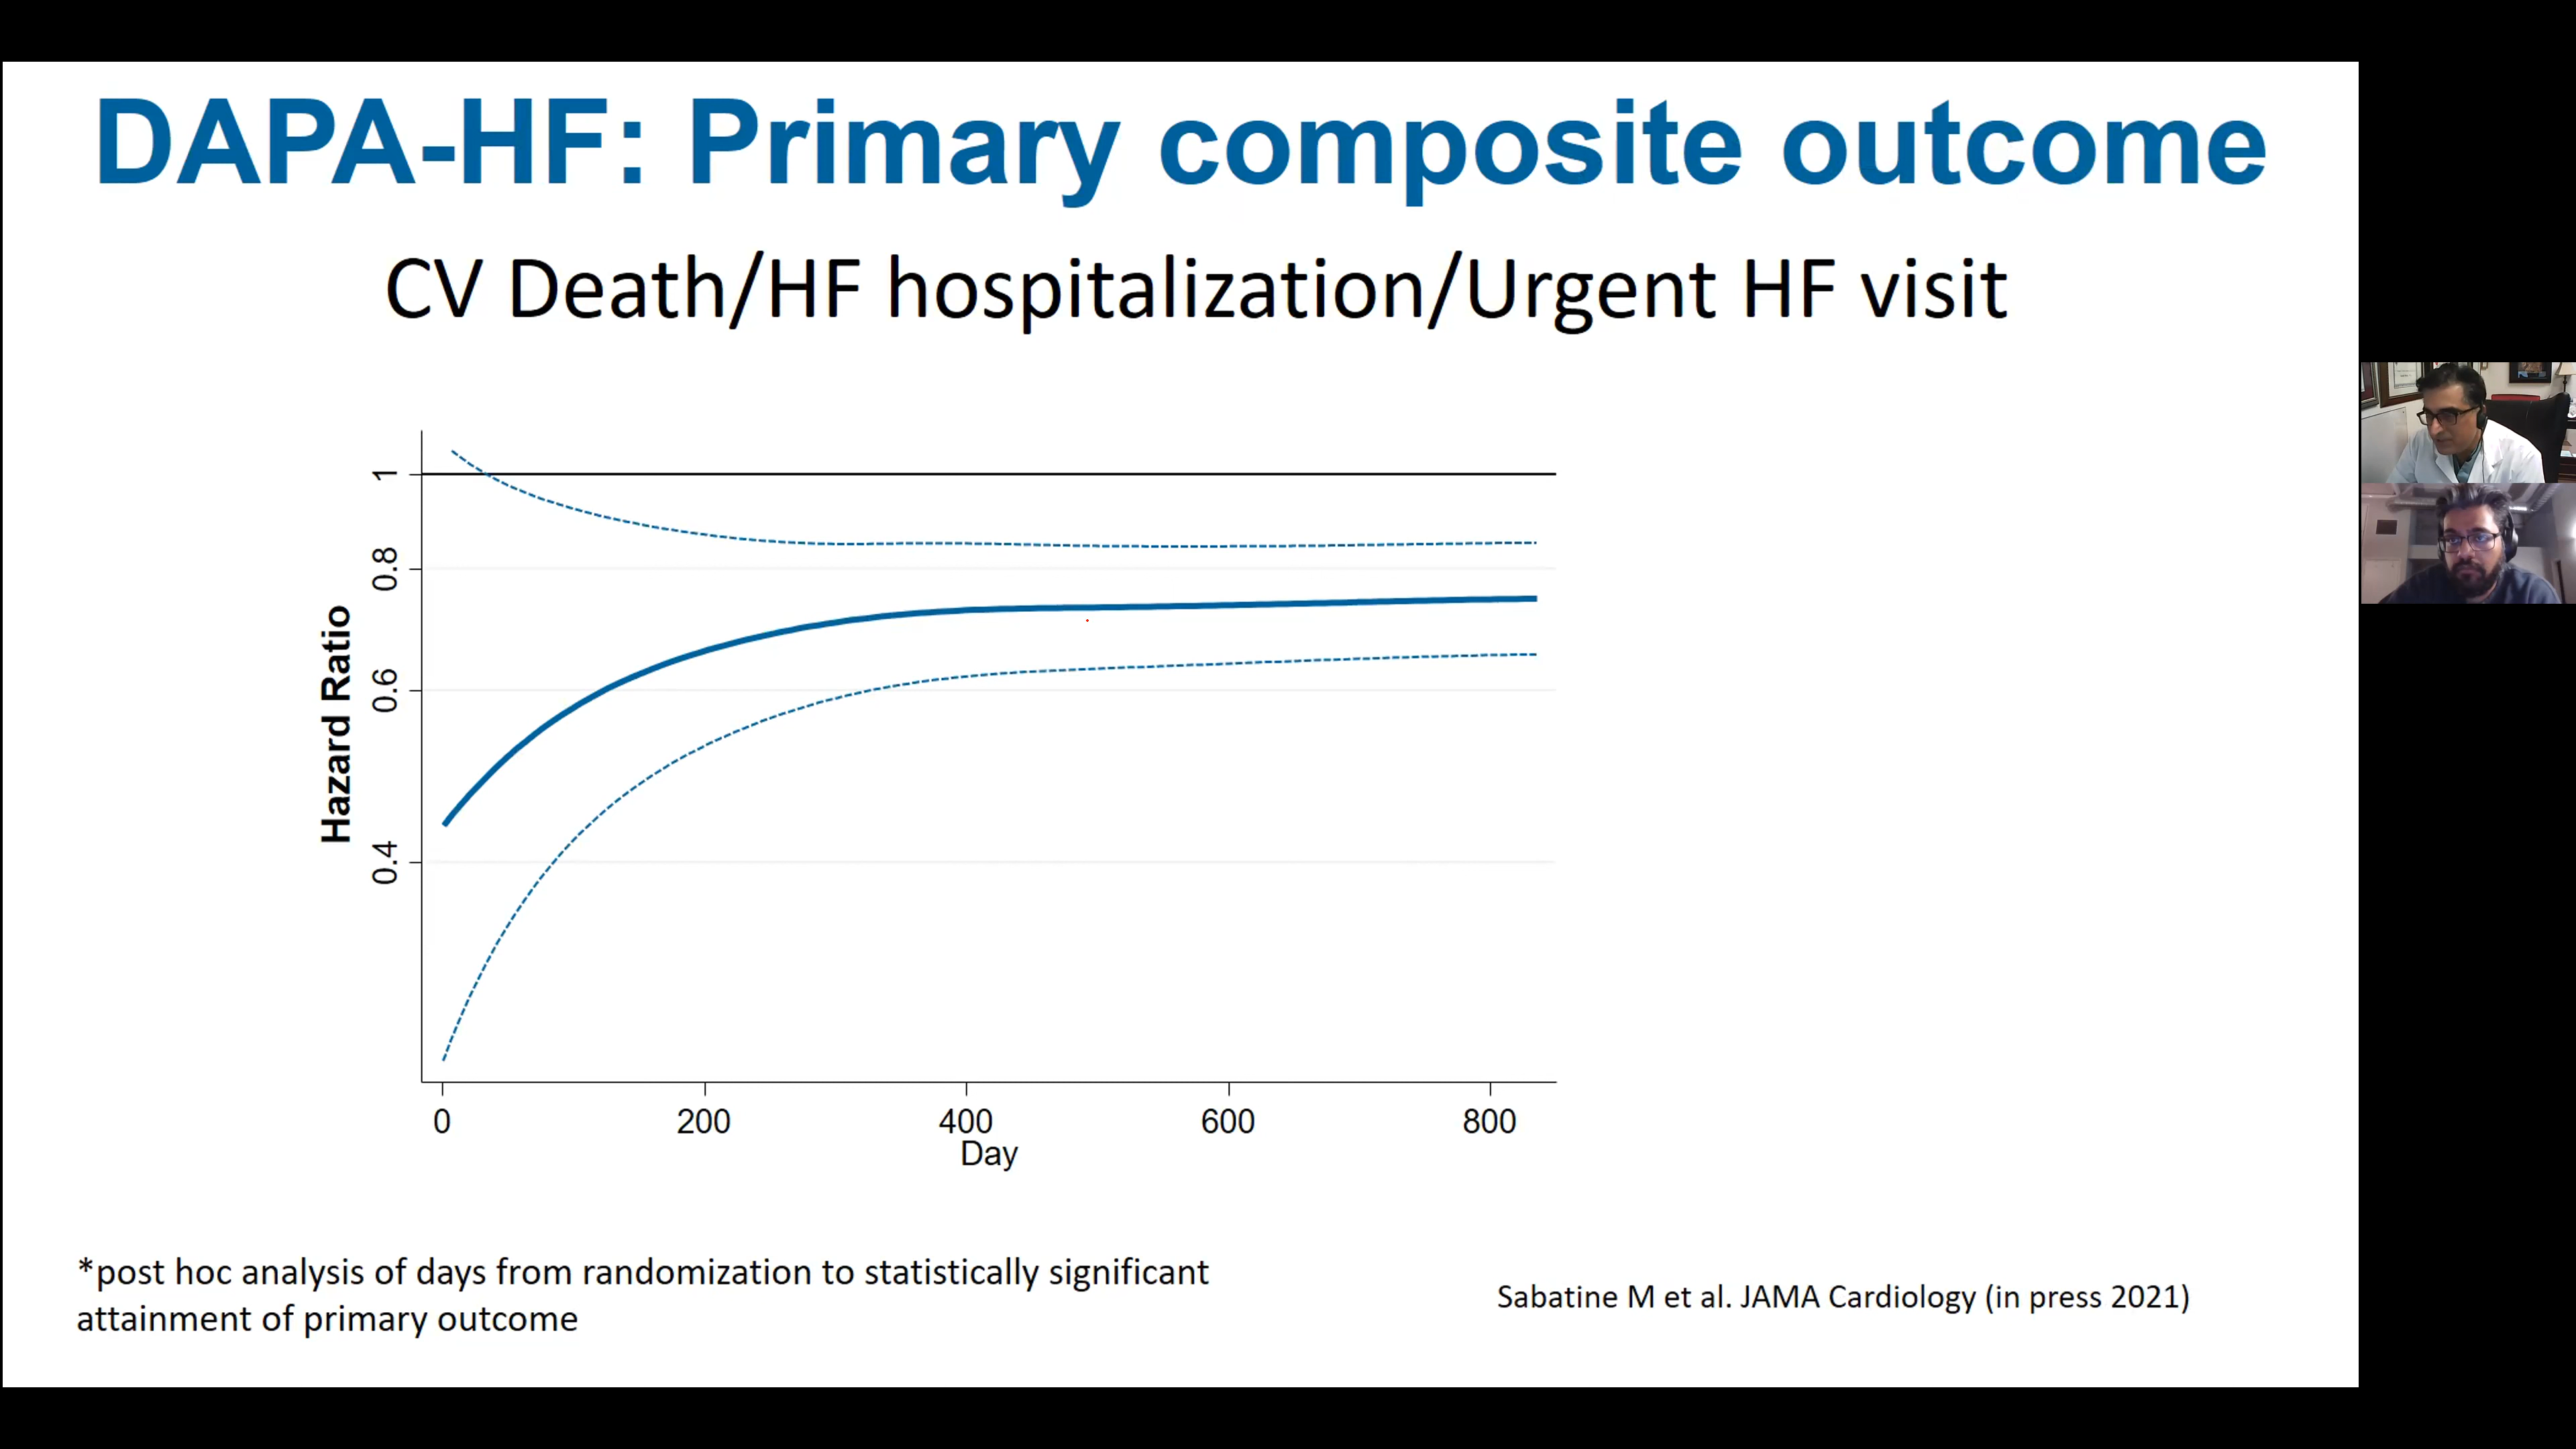 DAPA-HF: Primary composite outcome
CV Death/HF hospitalization/Urgent HF visit
Hazard Ratio
1
0.8
0.6
0.4
0
200
400
600
800
Day
*post hoc analysis of days from randomization to statistically significant
attainment of primary outcome
Sabatine M et al. JAMA Cardiology (in press 2021)